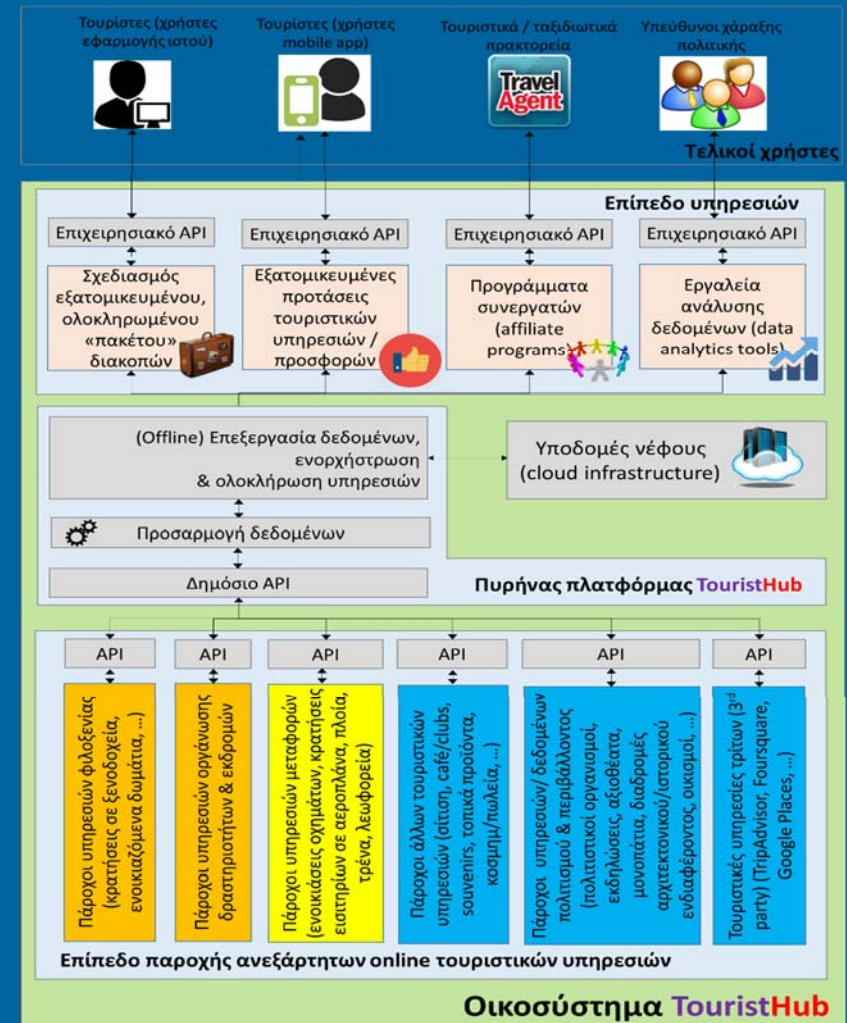 Τουρίστες (χρήστες
εφαρμογής ιστού)
Τουρίστες (χρήστες
mobile app)
Τουριστικά / ταξιδιωτικά
πρακτορεία
Υπεύθυνοι χάραξης
πολιτικής
Travel
Agent
Τελικοί χρήστες
Επίπεδο υπηρεσιών
Επιχειρησιακό API
Επιχειρησιακό API
Επιχειρησιακό API
Επιχειρησιακό API
Σχεδιασμός
εξατομικευμένου,
ολοκληρωμένου
«πακέτου»
διακοπών
Εξατομικευμένες
προτάσεις
τουριστικών
υπηρεσιών /
προσφορών
Προγράμματα
συνεργατών
(affiliate
programs)
Εργαλεία
ανάλυσης
δεδομένων (data
analytics tools)
(Offline) Επεξεργασία δεδομένων,
ενορχήστρωση
& ολοκλήρωση υπηρεσιών
Υποδομές νέφους
(cloud infrastructure)
Προσαρμογή δεδομένων
Δημόσιο API
Πυρήνας πλατφόρμας TouristHub
API
API
API
API
API
API
Πάροχοι υπηρεσιών φιλοξενίας
(κρατήσεις σε ξενοδοχεία,
ενοικιαζόμενα δωμάτια, ...)
Πάροχοι υπηρεσιών οργάνωσης
δραστηριοτήτων & εκδρομών
Πάροχοι υπηρεσιών μεταφορών
(ενοικιάσεις οχημάτων, κρατήσεις
εισιτηρίων σε αεροπλάνα, πλοία,
τρένα, λεωφορεία)
Πάροχοι άλλων τουριστικών
υπηρεσιών (σίτιση, café/clubs,
souvenirs, τοπικά προϊόντα,
κοσμημ/πωλεία, ...)
Πάροχοι υπηρεσιών/ δεδομένων
πολιτισμού & περιβάλλοντος
(πολιτιστικοί οργανισμοί,
εκδηλώσεις, αξιοθέατα,
μονοπάτια, διαδρομές
αρχιτεκτονικού/ιστορικού
ενδιαφέροντος, οικισμοί, ...)
Τουριστικές υπηρεσίες τρίτων (3rd
party) (TripAdvisor, Foursquare,
Google Places, ...)
Επίπεδο παροχής ανεξάρτητων online τουριστικών υπηρεσιών
Οικοσύστημα TouristHub